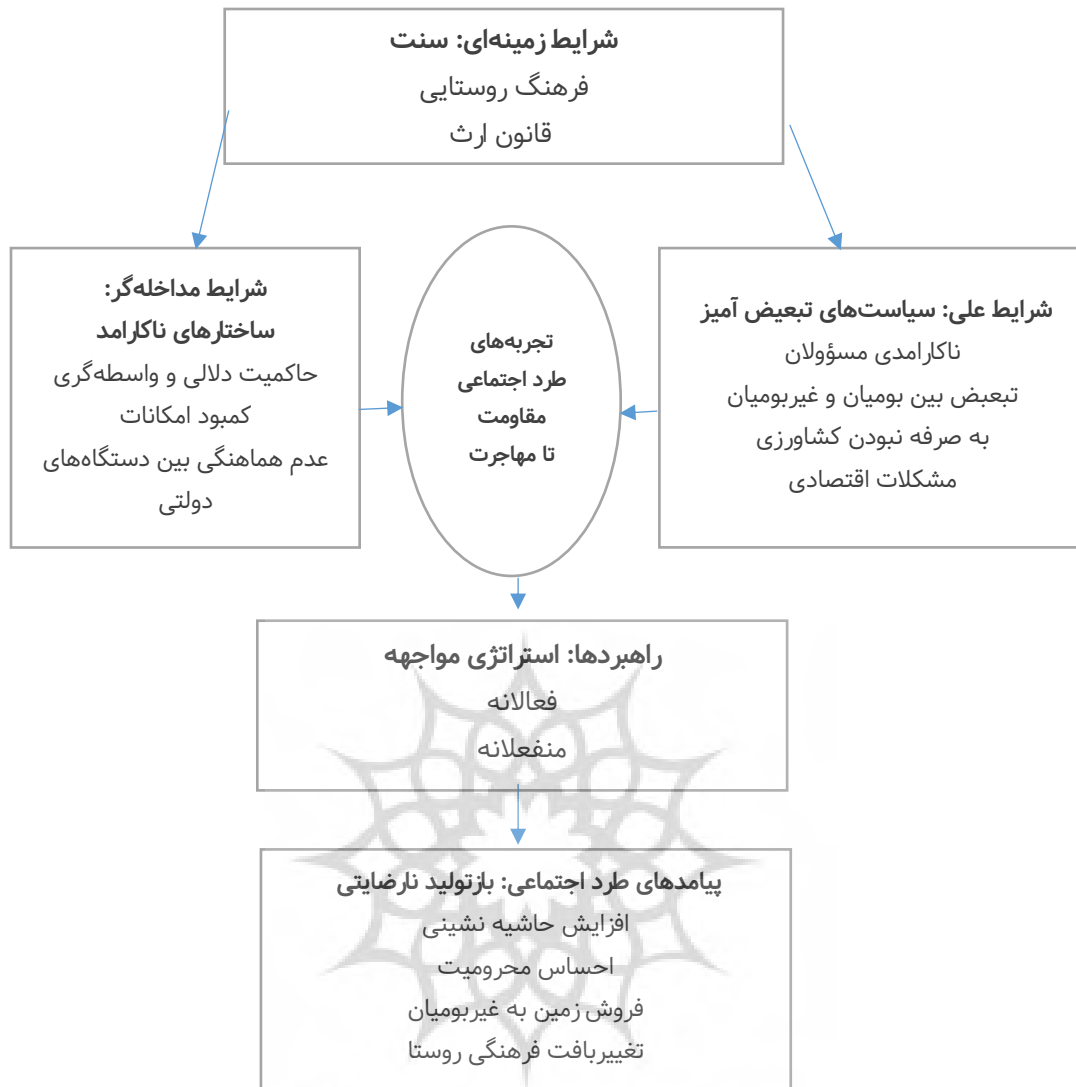 شرایط زمینه‌ای: سنت
فرهنگ روستایی
قانون ارث
شرایط علی: سیاست‌های تبعیض آمیز
ناکارامدی مسؤولان
تبعبض بین بومیان و غیربومیان
به صرفه نبودن کشاورزی
مشکلات اقتصادی
تجربه‌های
طرد اجتماعی
مقاومت
تا مهاجرت
شرایط مداخله‌گر:
ساختارهای ناکارامد
حاکمیت دلالی و واسطه‌گری
کمبود امکانات
عدم هماهنگی بین دستگاه‌های
دولتی
راهبردها: استراتژی مواجهه
فعالانه
منفعلانه
پیامدهای طرد اجتماعی: بازتولید نارضایتی
افزایش حاشیه نشینی
احساس محرومیت
فروش زمین به غیربومیان
تغییربافت فرهنگی روستا